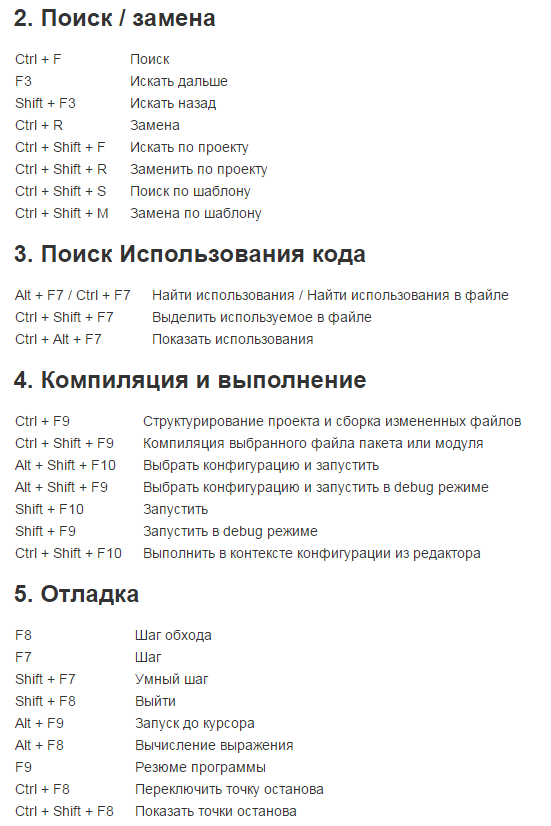 2. Поиск / замена
Ctrl + F Поиск
F3 Искать дальше
Shift + F3 Искать назад
Ctrl + R Замена
Ctrl + Shift + F Искать по проекту
Ctrl + Shift + R Заменить по проекту
Ctrl + Shift + S Поиск по шаблону
Ctrl + Shift + M Замена по шаблону
3. Поиск Использования кода
Alt + F7 / Ctrl + F7 Найти использования / Найти использования в файле
Ctrl + Shift + F7 Выделить используемое в файле
Ctrl + Alt + F7 Показать использования
4. Компиляция и выполнение
Ctrl + F9 Структурирование проекта и сборка измененных файлов
Ctrl + Shift + F9 Компиляция выбранного файла пакета или модуля
Alt + Shift + F10 Выбрать конфигурацию и запустить
Alt + Shift + F9 Выбрать конфигурацию и запустить в debug режиме
Shift + F10 Запустить
Shift + F9 Запустить в debug режиме
Ctrl + Shift + F10 Выполнить в контексте конфигурации из редактора
5. Отладка
F8 Шаг обхода
F7 Шаг
Shift + F7 Умный шаг
Shift + F8 Выйти
Alt + F9 Запуск до курсора
Alt + F8 Вычисление выражения
F9 Резюме программы
Ctrl + F8 Переключить точку останова
Ctrl + Shift + F8 Показать точки останова